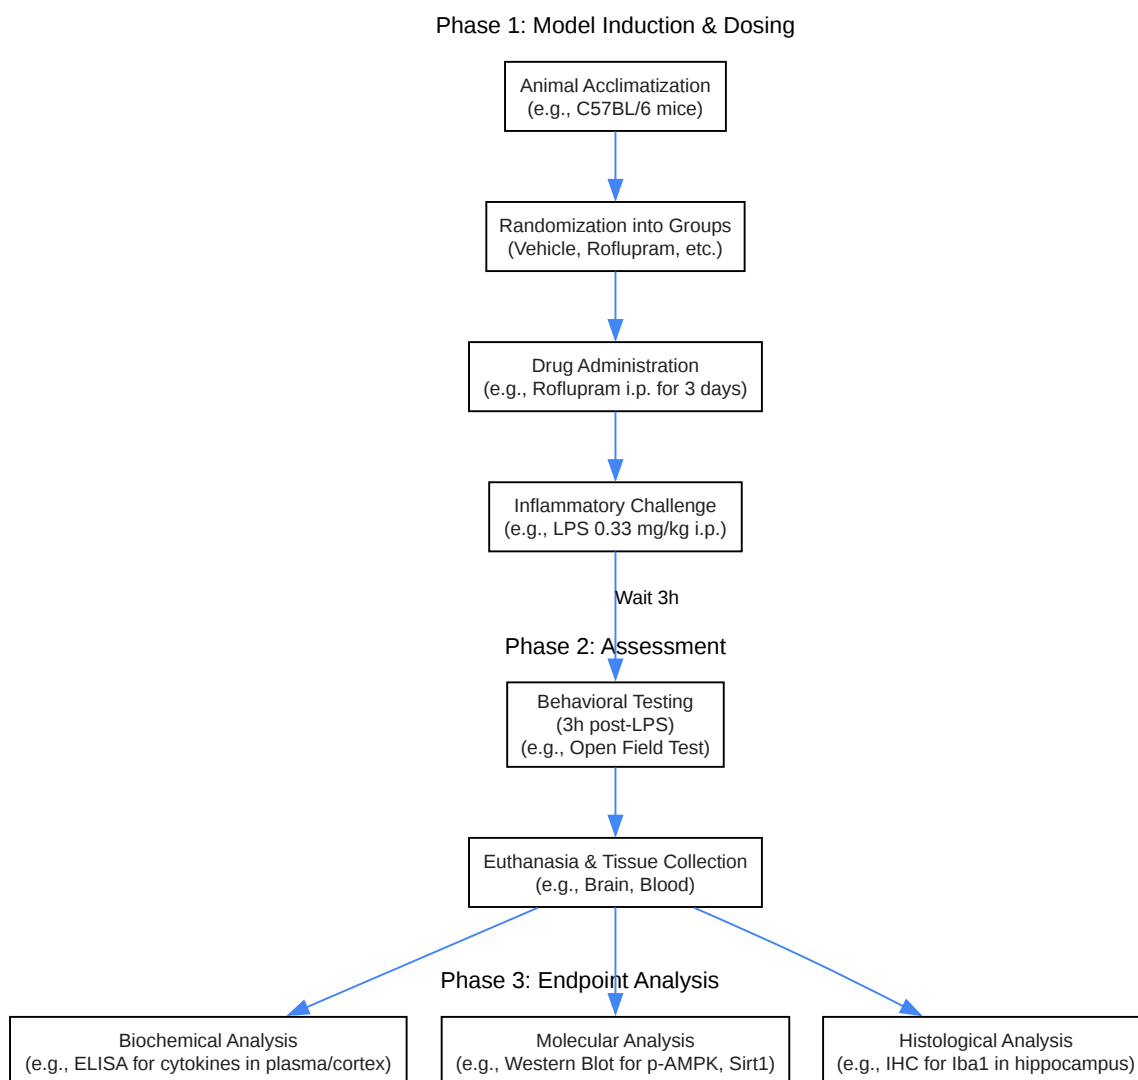 Phase 1: Model Induction & Dosing
Animal Acclimatization
(e.g., C57BL/6 mice)
Randomization into Groups
(Vehicle, Roflupram, etc.)
Drug Administration
(e.g., Roflupram i.p. for 3 days)
Inflammatory Challenge
(e.g., LPS 0.33 mg/kg i.p.)
Wait 3h
Phase 2: Assessment
Behavioral Testing
(3h post-LPS)
(e.g., Open Field Test)
Euthanasia & Tissue Collection
(e.g., Brain, Blood)
Phase 3: Endpoint Analysis
Biochemical Analysis
(e.g., ELISA for cytokines in plasma/cortex)
Molecular Analysis
(e.g., Western Blot for p-AMPK, Sirt1)
Histological Analysis
(e.g., IHC for Iba1 in hippocampus)